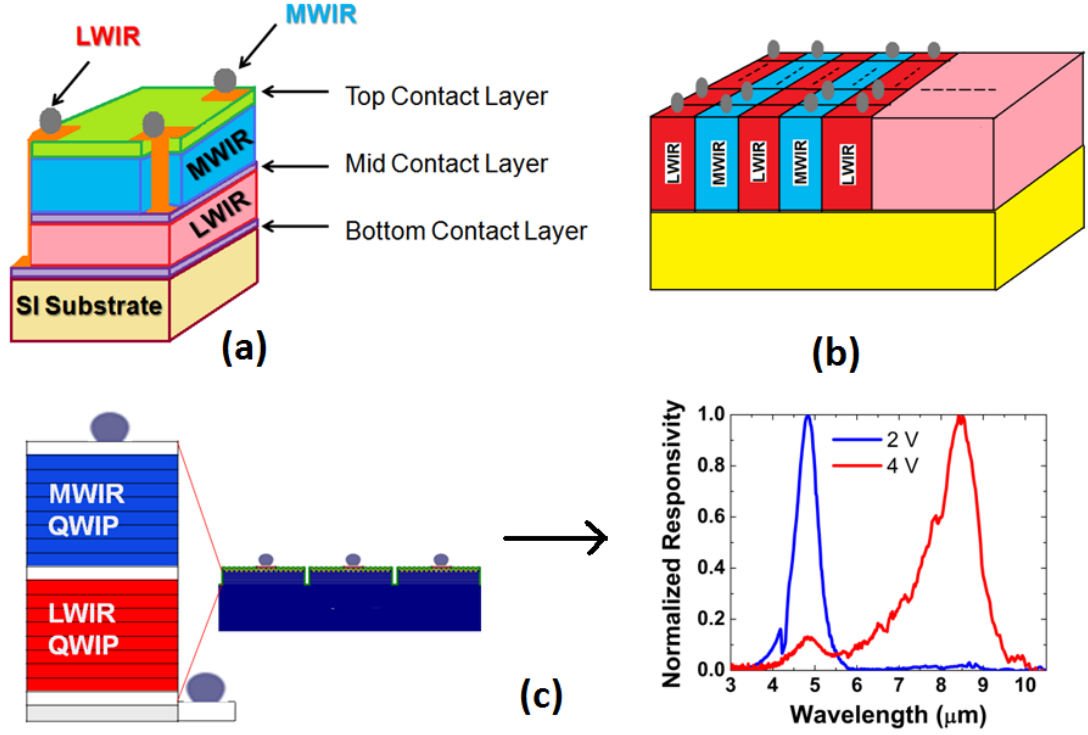 LWIR
MWIR
Top Contact Layer
MWIR
Mid Contact Layer
LWIR
Bottom Contact Layer
SI Substrate
(a)
LWIR
MWIR
LWIR
MWIR
LWIR
(b)
MWIR
QWIP
LWIR
QWIP
(c)
Normalized Responsivity
1.0
0.8
0.6
0.4
0.2
0.0
2 V
4 V
3 4 5 6 7 8 9 10
Wavelength (μm)